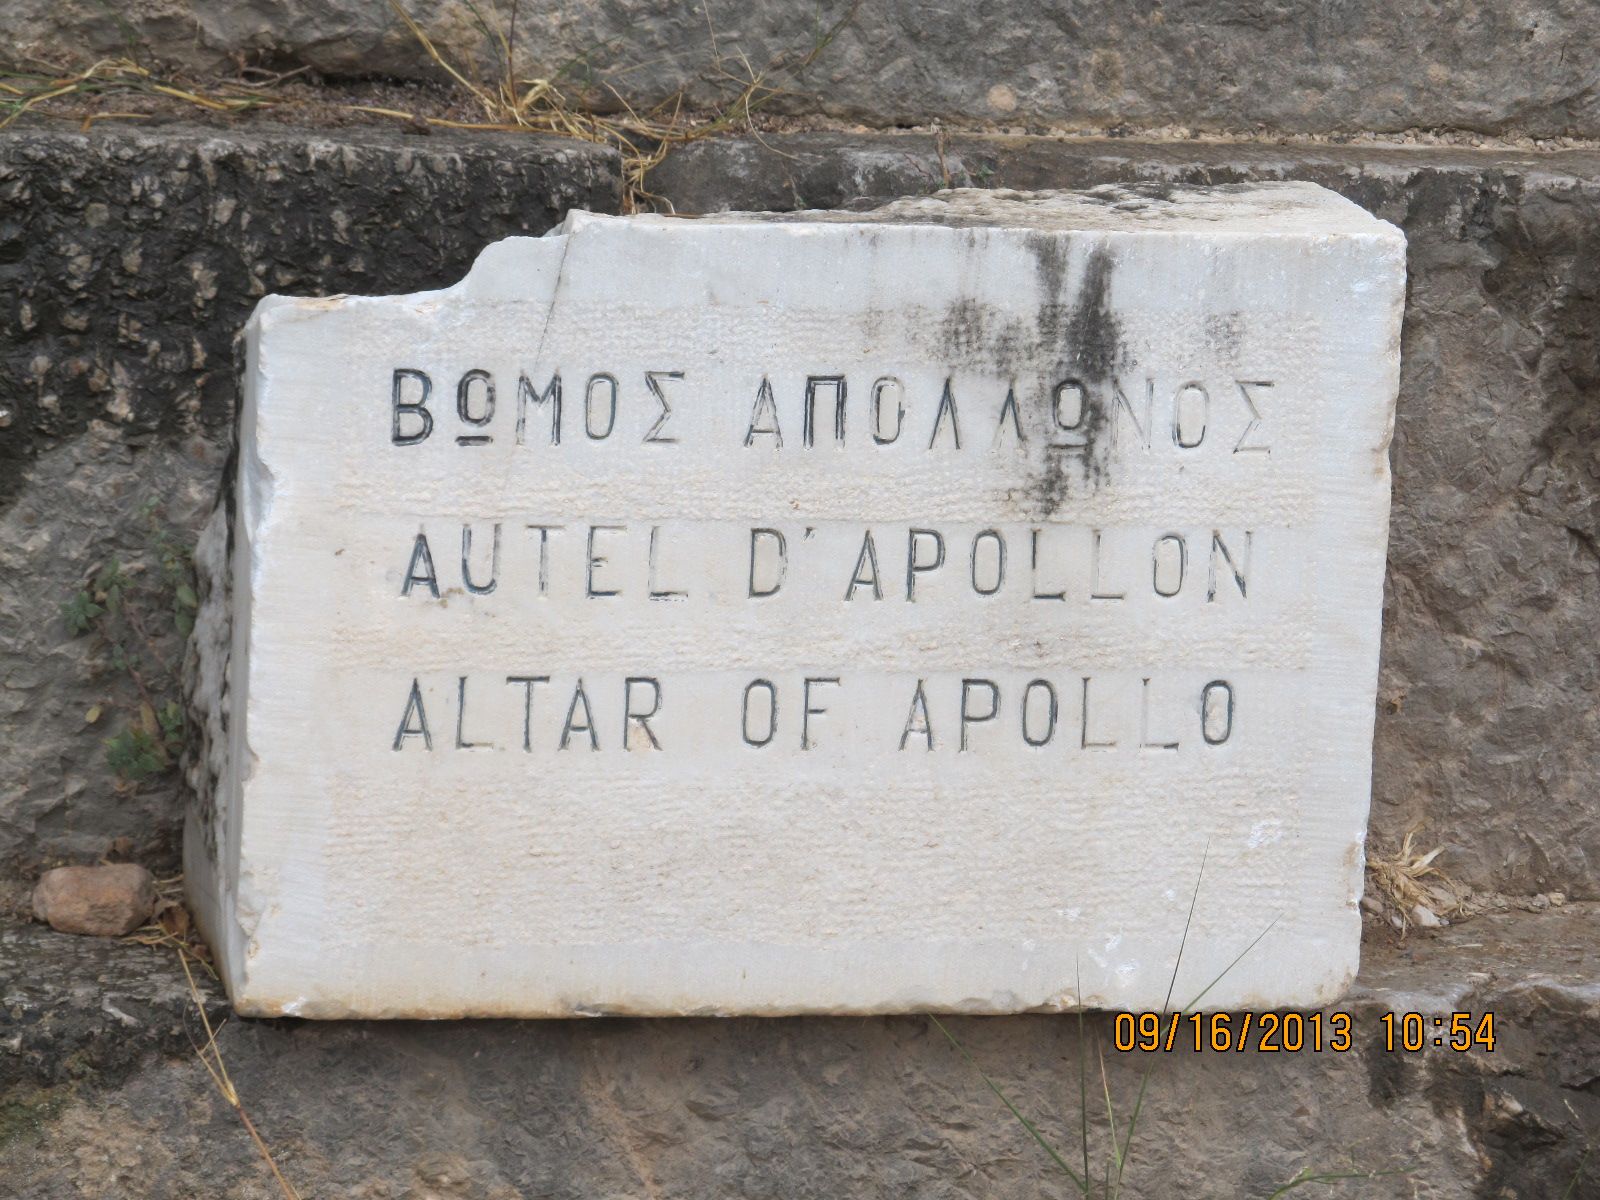 ΒΩΜΟΣ ΑΠΟΛΛΩΝΟΣ
AUTEL D'APOLLON
ALTAR OF APOLLO
09/16/2013 10:54